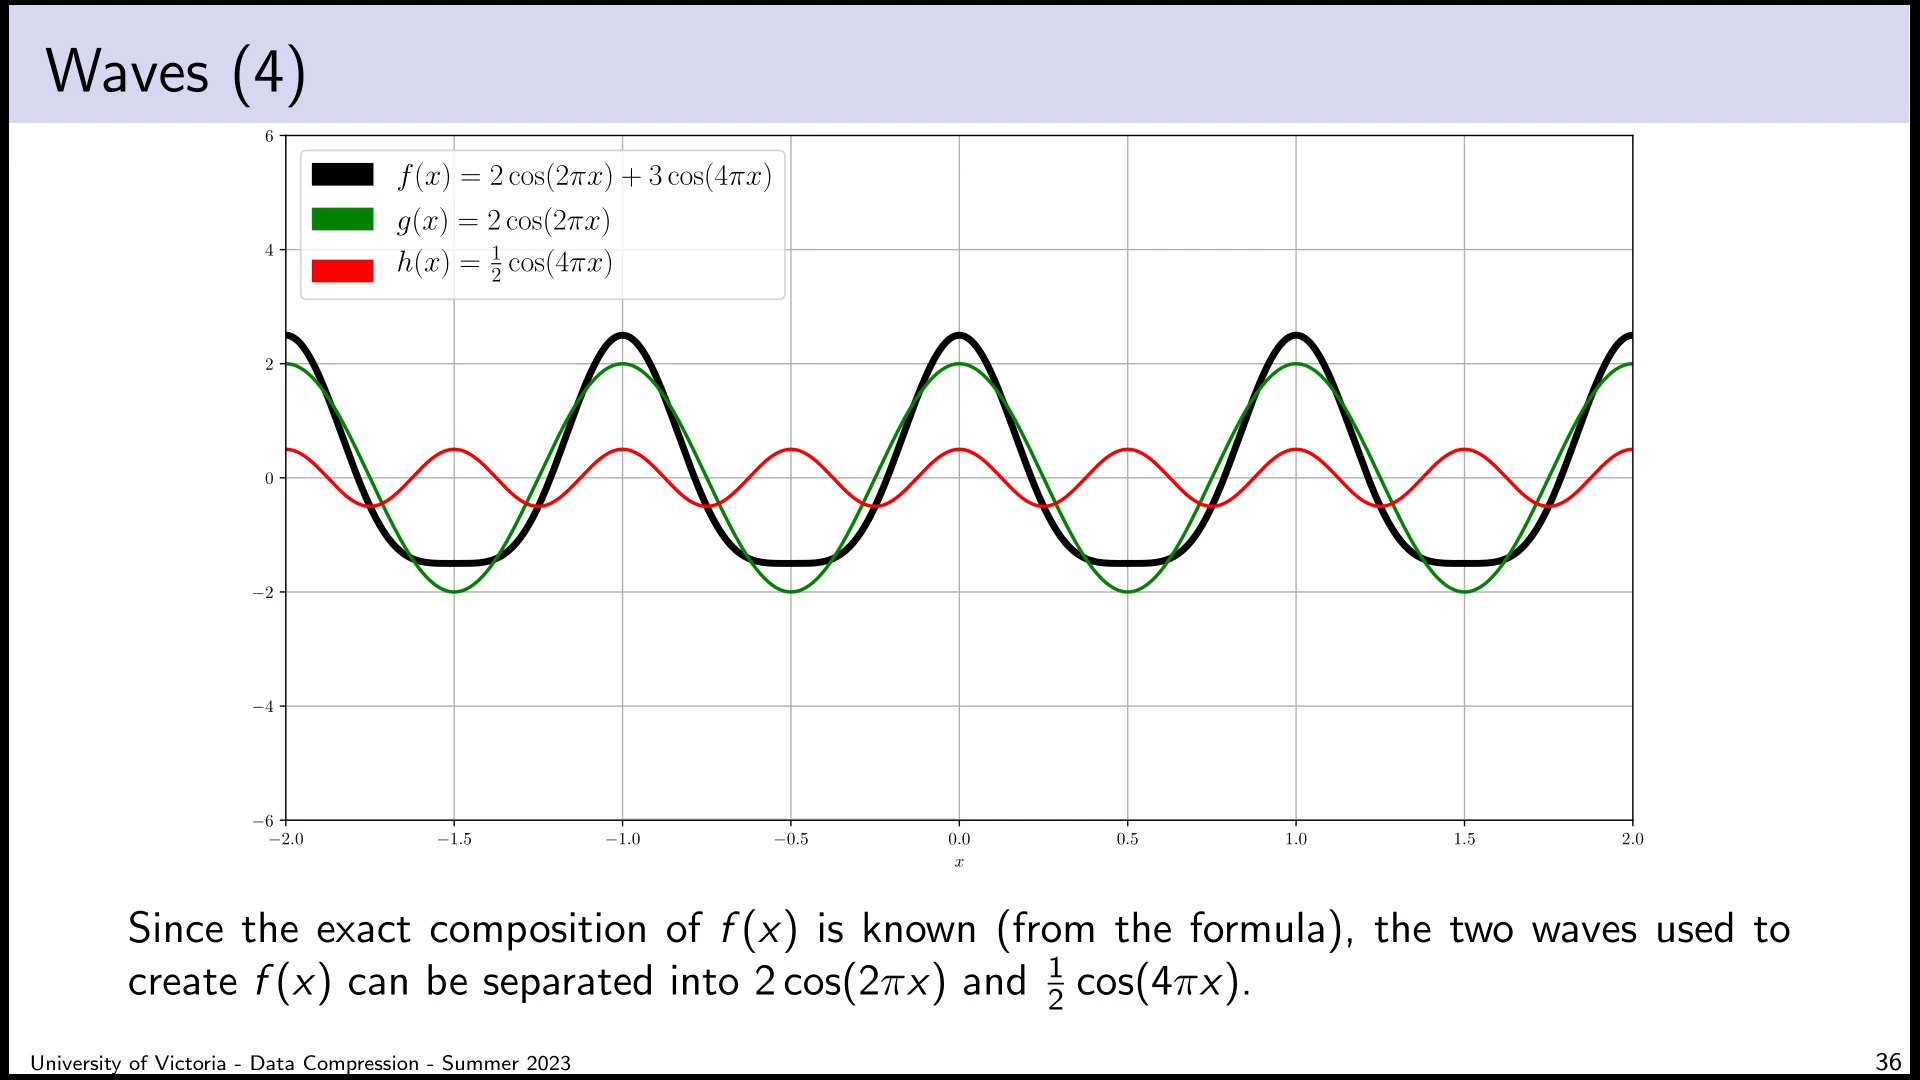 Waves (4)
f(x) = 2 cos(2πx) + 3 cos(4πx)
g(x) = 2 cos(2πx)
h(x) = 1/2 cos(4πx)
6
4
2
0
−2
−4
−6
−2.0 −1.5 −1.0 −0.5 0.0 0.5 1.0 1.5 2.0
x
Since the exact composition of f(x) is known (from the formula), the two waves used to
create f(x) can be separated into 2 cos(2πx) and 1/2 cos(4πx).
University of Victoria - Data Compression - Summer 2023 36